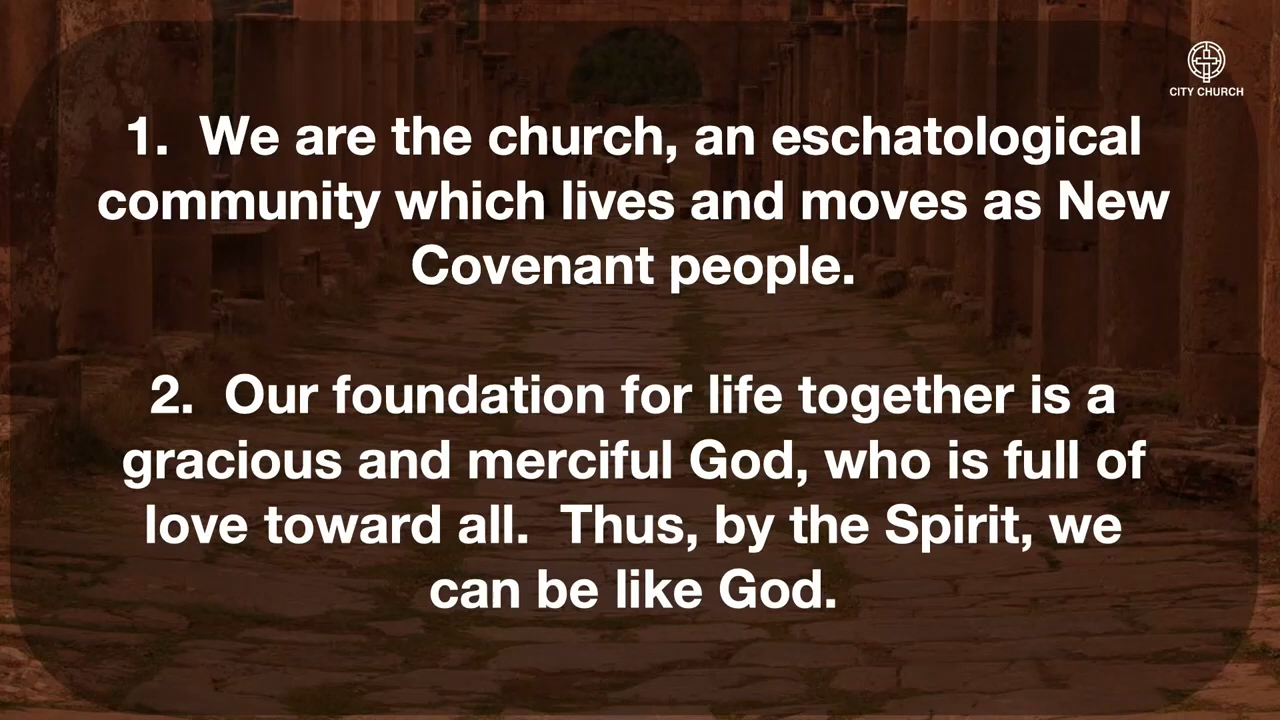 CITY CHURCH
1. We are the church, an eschatological
community which lives and moves as New
Covenant people.
2. Our foundation for life together is a
gracious and merciful God, who is full of
love toward all. Thus, by the Spirit, we
can be like God.